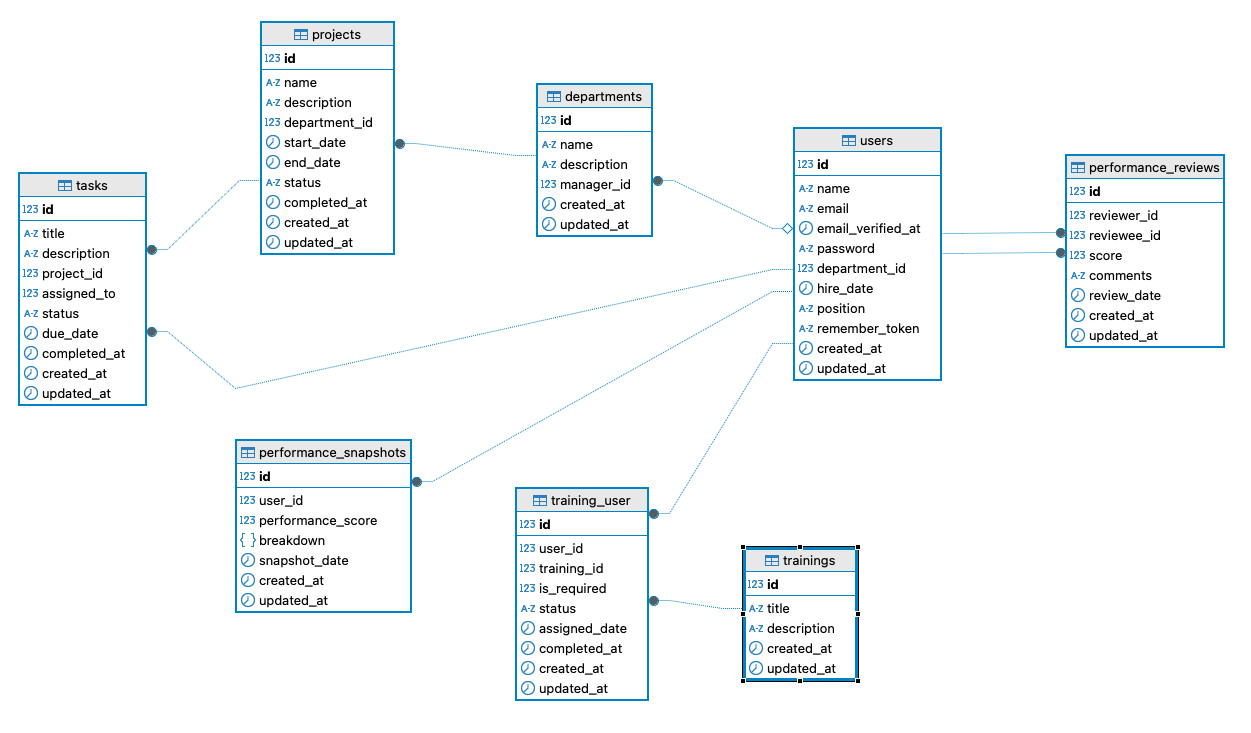 projects
123 id
A-Z name
A-Z description
123 department_id
start_date
end_date
A-Z status
completed_at
created_at
updated_at
departments
123 id
A-Z name
A-Z description
123 manager_id
created_at
updated_at
users
123 id
A-Z name
A-Z email
email_verified_at
A-Z password
123 department_id
hire_date
A-Z position
A-Z remember_token
created_at
updated_at
performance_reviews
123 id
123 reviewer_id
123 reviewee_id
123 score
A-Z comments
review_date
created_at
updated_at
tasks
123 id
A-Z title
A-Z description
123 project_id
123 assigned_to
A-Z status
due_date
completed_at
created_at
updated_at
performance_snapshots
123 id
123 user_id
123 performance_score
{ } breakdown
snapshot_date
created_at
updated_at
training_user
123 id
123 user_id
123 training_id
123 is_required
A-Z status
assigned_date
completed_at
created_at
updated_at
trainings
123 id
A-Z title
A-Z description
created_at
updated_at